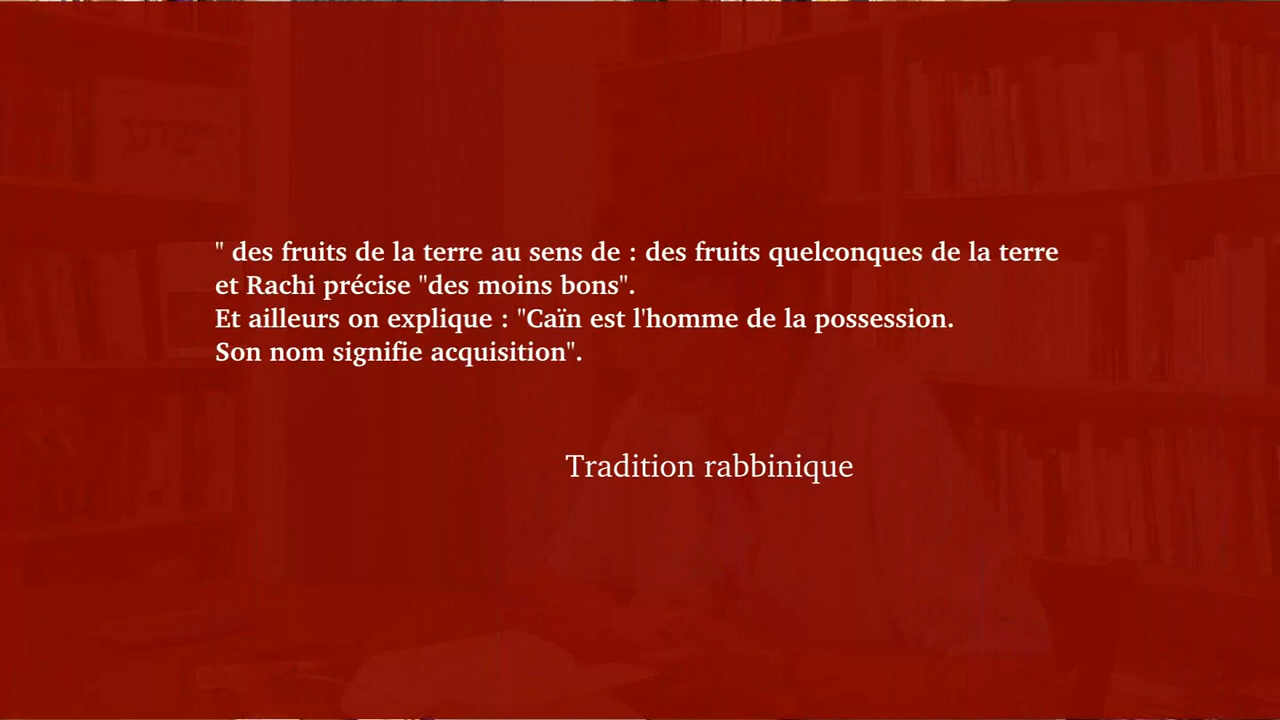 " des fruits de la terre au sens de : des fruits quelconques de la terre
et Rachi précise "des moins bons".
Et ailleurs on explique : "Caïn est l'homme de la possession.
Son nom signifie acquisition".
Tradition rabbinique